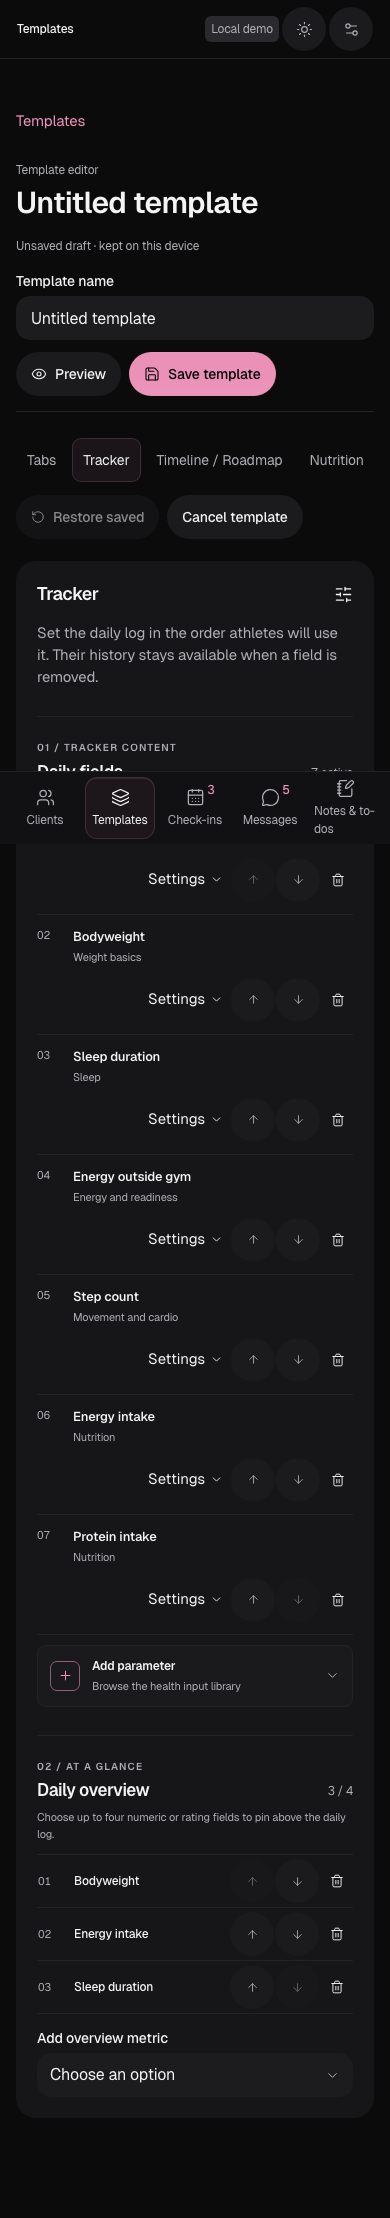 Templates
Local demo
Templates
Template editor
Untitled template
Unsaved draft · kept on this device
Template name
Untitled template
Preview
Save template
Tabs
Tracker
Timeline / Roadmap
Nutrition
Restore saved
Cancel template
Tracker
Set the daily log in the order athletes will use
it. Their history stays available when a field is
removed.
01 / TRACKER CONTENT
Daily fields
7 active
Clients
Templates
3
Check-ins
5
Messages
Notes & to-
dos
Settings
02
Bodyweight
Weight basics
Settings
03
Sleep duration
Sleep
Settings
04
Energy outside gym
Energy and readiness
Settings
05
Step count
Movement and cardio
Settings
06
Energy intake
Nutrition
Settings
07
Protein intake
Nutrition
Settings
Add parameter
Browse the health input library
02 / AT A GLANCE
Daily overview
3 / 4
Choose up to four numeric or rating fields to pin above the daily
log.
01
Bodyweight
02
Energy intake
03
Sleep duration
Add overview metric
Choose an option